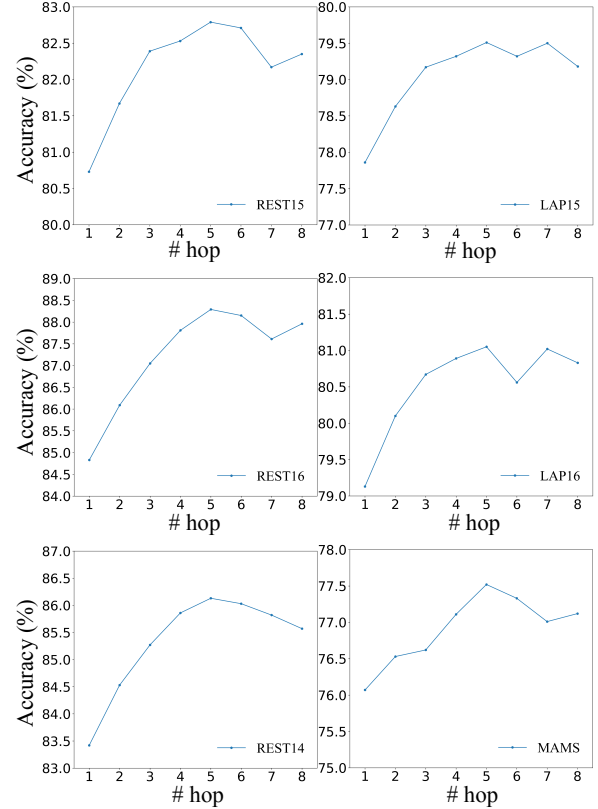 83.0
82.5
82.0
81.5
81.0
80.5
80.0
Accuracy (%)
1 2 3 4 5 6 7 8
# hop
REST15
80.0
79.5
79.0
78.5
78.0
77.5
77.0
1 2 3 4 5 6 7 8
# hop
LAP15
89.0
88.5
88.0
87.5
87.0
86.5
86.0
85.5
85.0
84.5
84.0
Accuracy (%)
1 2 3 4 5 6 7 8
# hop
REST16
82.0
81.5
81.0
80.5
80.0
79.5
79.0
1 2 3 4 5 6 7 8
# hop
LAP16
87.0
86.5
86.0
85.5
85.0
84.5
84.0
83.5
83.0
Accuracy (%)
1 2 3 4 5 6 7 8
# hop
REST14
78.0
77.5
77.0
76.5
76.0
75.5
75.0
1 2 3 4 5 6 7 8
# hop
MAMS